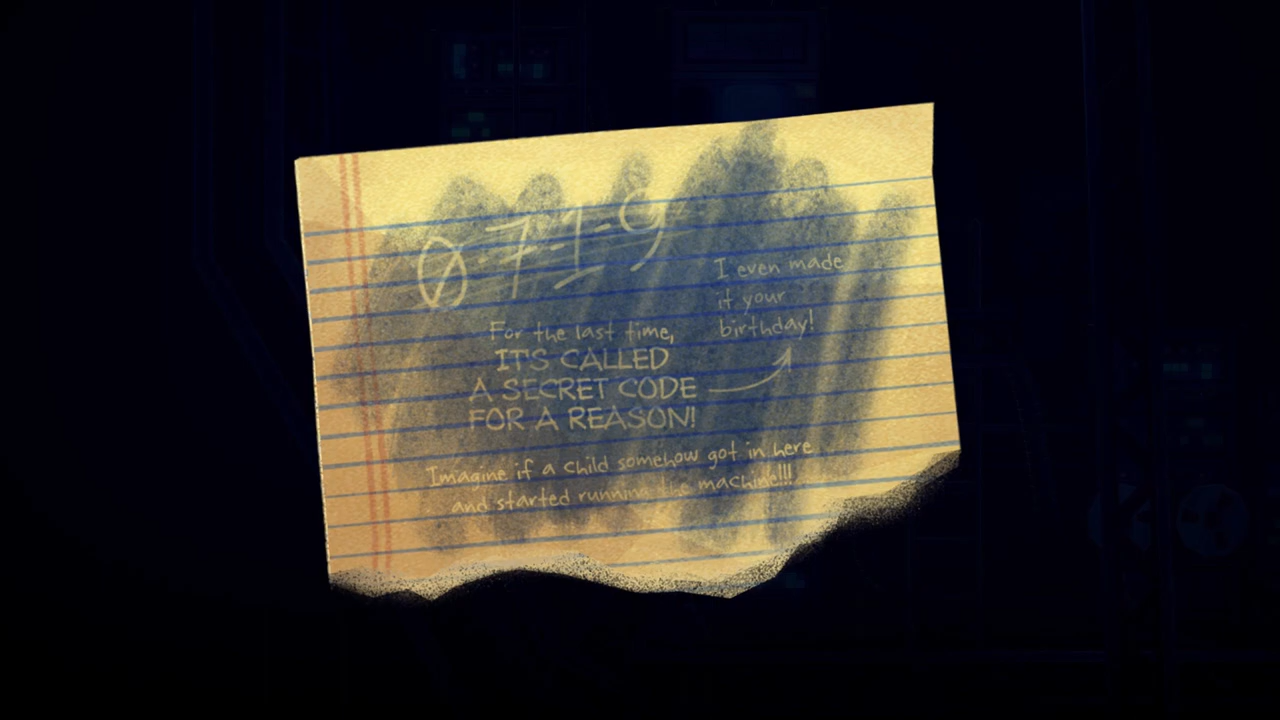 0-7-1-9
I even made
it your
birthday!
For the last time,
IT'S CALLED
A SECRET CODE
FOR A REASON!
Imagine if a child somehow got in here
and started running the machine!!!